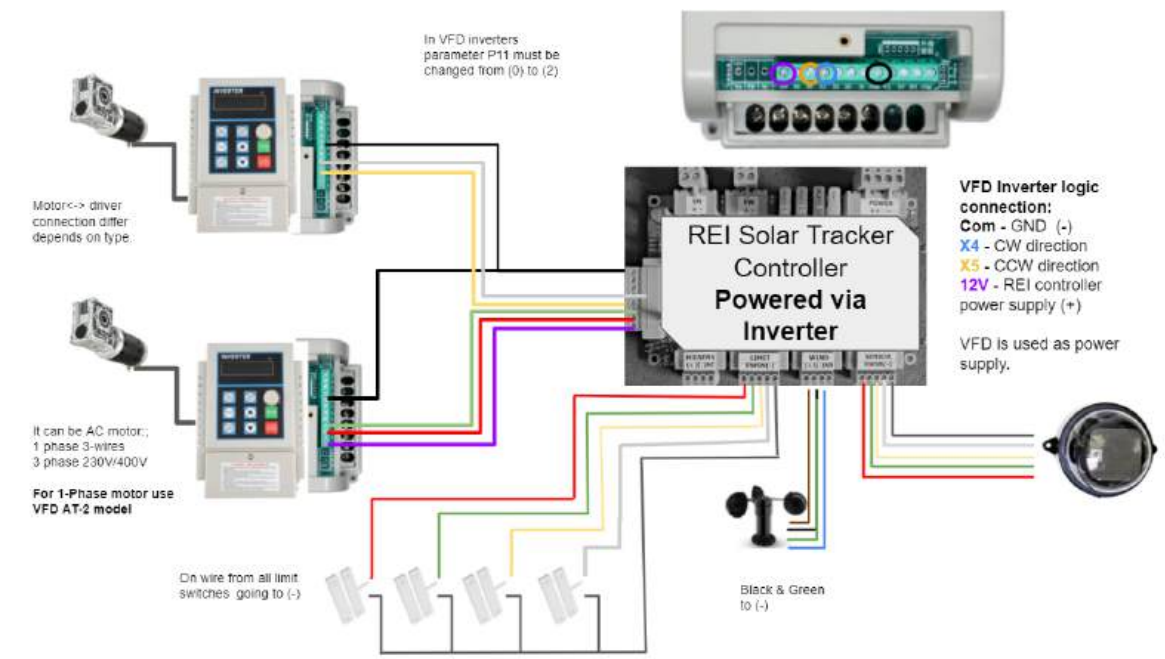 In VFD inverters
parameter P11 must be
changed from (0) to (2)
INVERTER
Motor<-> driver
connection differ
depends on type.
POWER
REI Solar Tracker
Controller
Powered via
Inverter
LIMIT
WIND
SENSOR
VFD Inverter logic
connection:
Com - GND (-)
X4 - CW direction
X5 - CCW direction
12V - REI controller
power supply (+)
VFD is used as power
supply.
INVERTER
It can be AC motor:;
1 phase 3-wires
3 phase 230V/400V
For 1-Phase motor use
VFD AT-2 model
On wire from all limit
switches going to (-)
Black & Green
to (-)